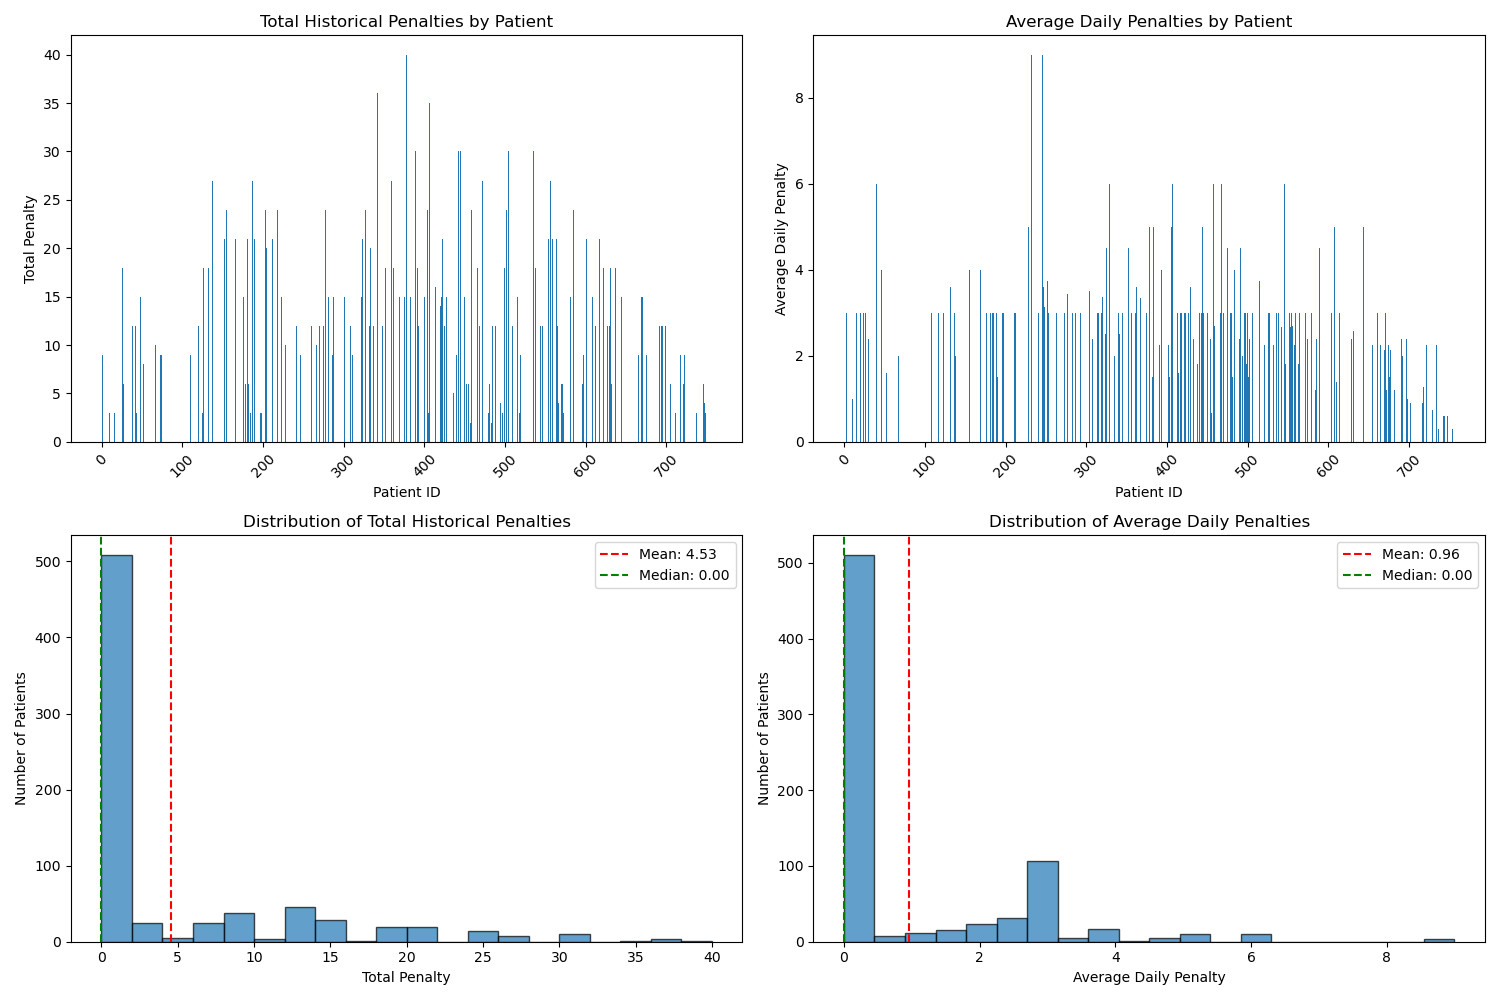 Total Historical Penalties by Patient
Total Penalty
40
35
30
25
20
15
10
5
0
0 100 200 300 400 500 600 700
Patient ID
Average Daily Penalties by Patient
Average Daily Penalty
8
6
4
2
0
0 100 200 300 400 500 600 700
Patient ID
Distribution of Total Historical Penalties
Number of Patients
500
400
300
200
100
0
Mean: 4.53
Median: 0.00
0 5 10 15 20 25 30 35 40
Total Penalty
Distribution of Average Daily Penalties
Number of Patients
500
400
300
200
100
0
Mean: 0.96
Median: 0.00
0 2 4 6 8
Average Daily Penalty